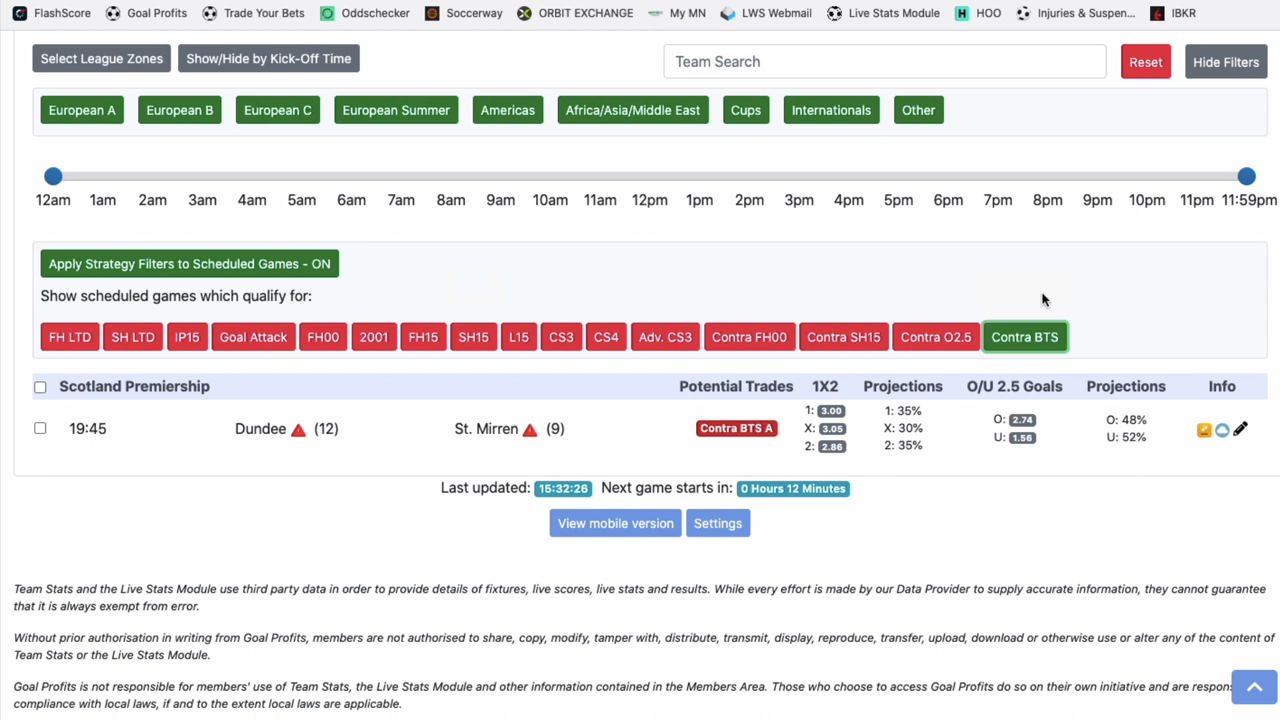 FlashScore Goal Profits Trade Your Bets Oddschecker Soccerway ORBIT EXCHANGE My MN LWS Webmail Live Stats Module HOO Injuries & Suspen... IBKR
Select League Zones Show/Hide by Kick-Off Time Team Search Reset Hide Filters
European A European B European C European Summer Americas Africa/Asia/Middle East Cups Internationals Other
12am 1am 2am 3am 4am 5am 6am 7am 8am 9am 10am 11am 12pm 1pm 2pm 3pm 4pm 5pm 6pm 7pm 8pm 9pm 10pm 11pm 11:59pm
Apply Strategy Filters to Scheduled Games - ON
Show scheduled games which qualify for:
FH LTD SH LTD IP15 Goal Attack FH00 2001 FH15 SH15 L15 CS3 CS4 Adv. CS3 Contra FH00 Contra SH15 Contra O2.5 Contra BTS
Scotland Premiership Potential Trades 1X2 Projections O/U 2.5 Goals Projections Info
19:45 Dundee (12) St. Mirren (9) Contra BTS A
1: 3.00 1: 35%
X: 3.05 X: 30%
2: 2.86 2: 35%
O: 2.74 O: 48%
U: 1.56 U: 52%
Last updated: 15:32:26 Next game starts in: 0 Hours 12 Minutes
View mobile version Settings
Team Stats and the Live Stats Module use third party data in order to provide details of fixtures, live scores, live stats and results. While every effort is made by our Data Provider to supply accurate information, they cannot guarantee
that it is always exempt from error.
Without prior authorisation in writing from Goal Profits, members are not authorised to share, copy, modify, tamper with, distribute, transmit, display, reproduce, transfer, upload, download or otherwise use or alter any of the content of
Team Stats or the Live Stats Module.
Goal Profits is not responsible for members' use of Team Stats, the Live Stats Module and other information contained in the Members Area. Those who choose to access Goal Profits do so on their own initiative and are respons
compliance with local laws, if and to the extent local laws are applicable.